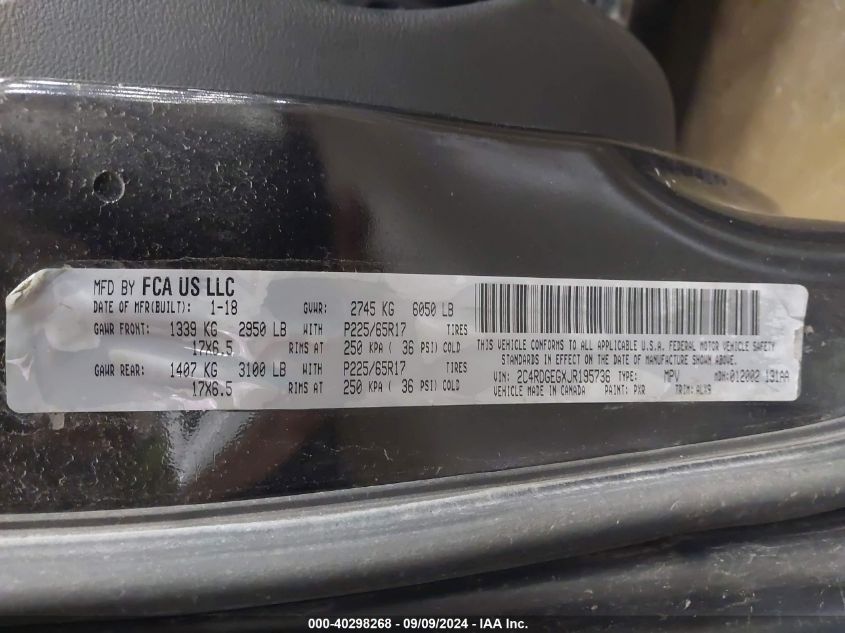 MFD BY FCA US LLC
DATE OF MFR(BUILT): 1-18 GVWR: 2745 KG 6050 LB
GAWR FRONT: 1339 KG 2950 LB WITH P225/65R17 TIRES
17X6.5 RIMS AT 250 KPA ( 36 PSI) COLD
GAWR REAR: 1407 KG 3100 LB WITH P225/65R17 TIRES
17X6.5 RIMS AT 250 KPA ( 36 PSI) COLD
THIS VEHICLE CONFORMS TO ALL APPLICABLE U.S.A. FEDERAL MOTOR VEHICLE SAFETY
STANDARDS IN EFFECT ON THE DATE OF MANUFACTURE SHOWN ABOVE.
VIN: 2C4RDGEGXJR195736 TYPE: MPV MDH: 012002 131AA
VEHICLE MADE IN CANADA PAINT: PXR TRIM: ALX9
000-40298268 - 09/09/2024 - IAA Inc.